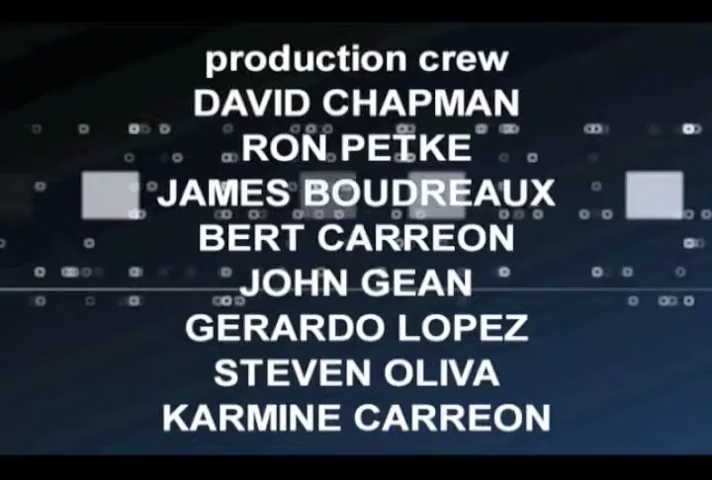 production crew
DAVID CHAPMAN
RON PETKE
JAMES BOUDREAUX
BERT CARREON
JOHN GEAN
GERARDO LOPEZ
STEVEN OLIVA
KARMINE CARREON